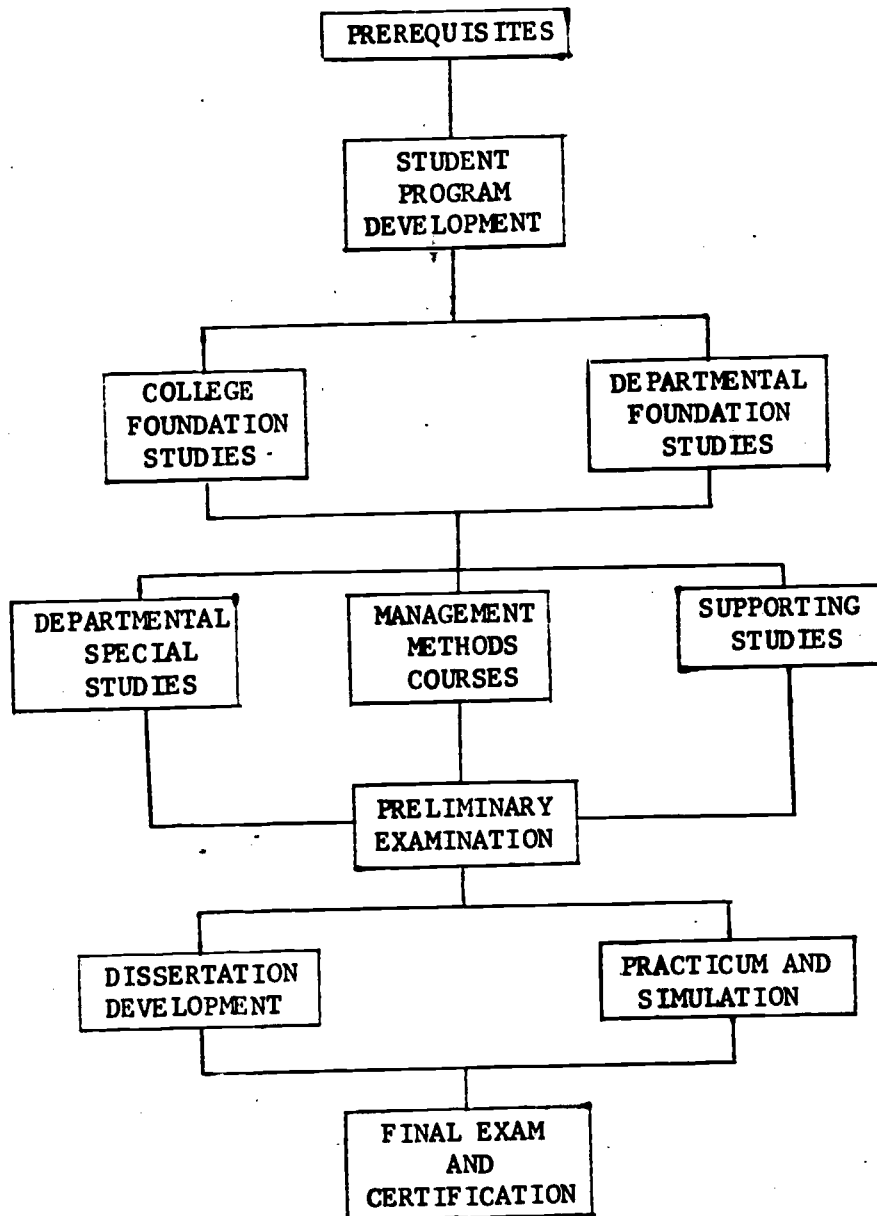 PREREQUISITES
STUDENT
PROGRAM
DEVELOPMENT
COLLEGE
FOUNDATION
STUDIES
DEPARTMENTAL
FOUNDATION
STUDIES
DEPARTMENTAL
SPECIAL
STUDIES
MANAGEMENT
METHODS
COURSES
SUPPORTING
STUDIES
PRELIMINARY
EXAMINATION
DISSERTATION
DEVELOPMENT
PRACTICUM AND
SIMULATION
FINAL EXAM
AND
CERTIFICATION